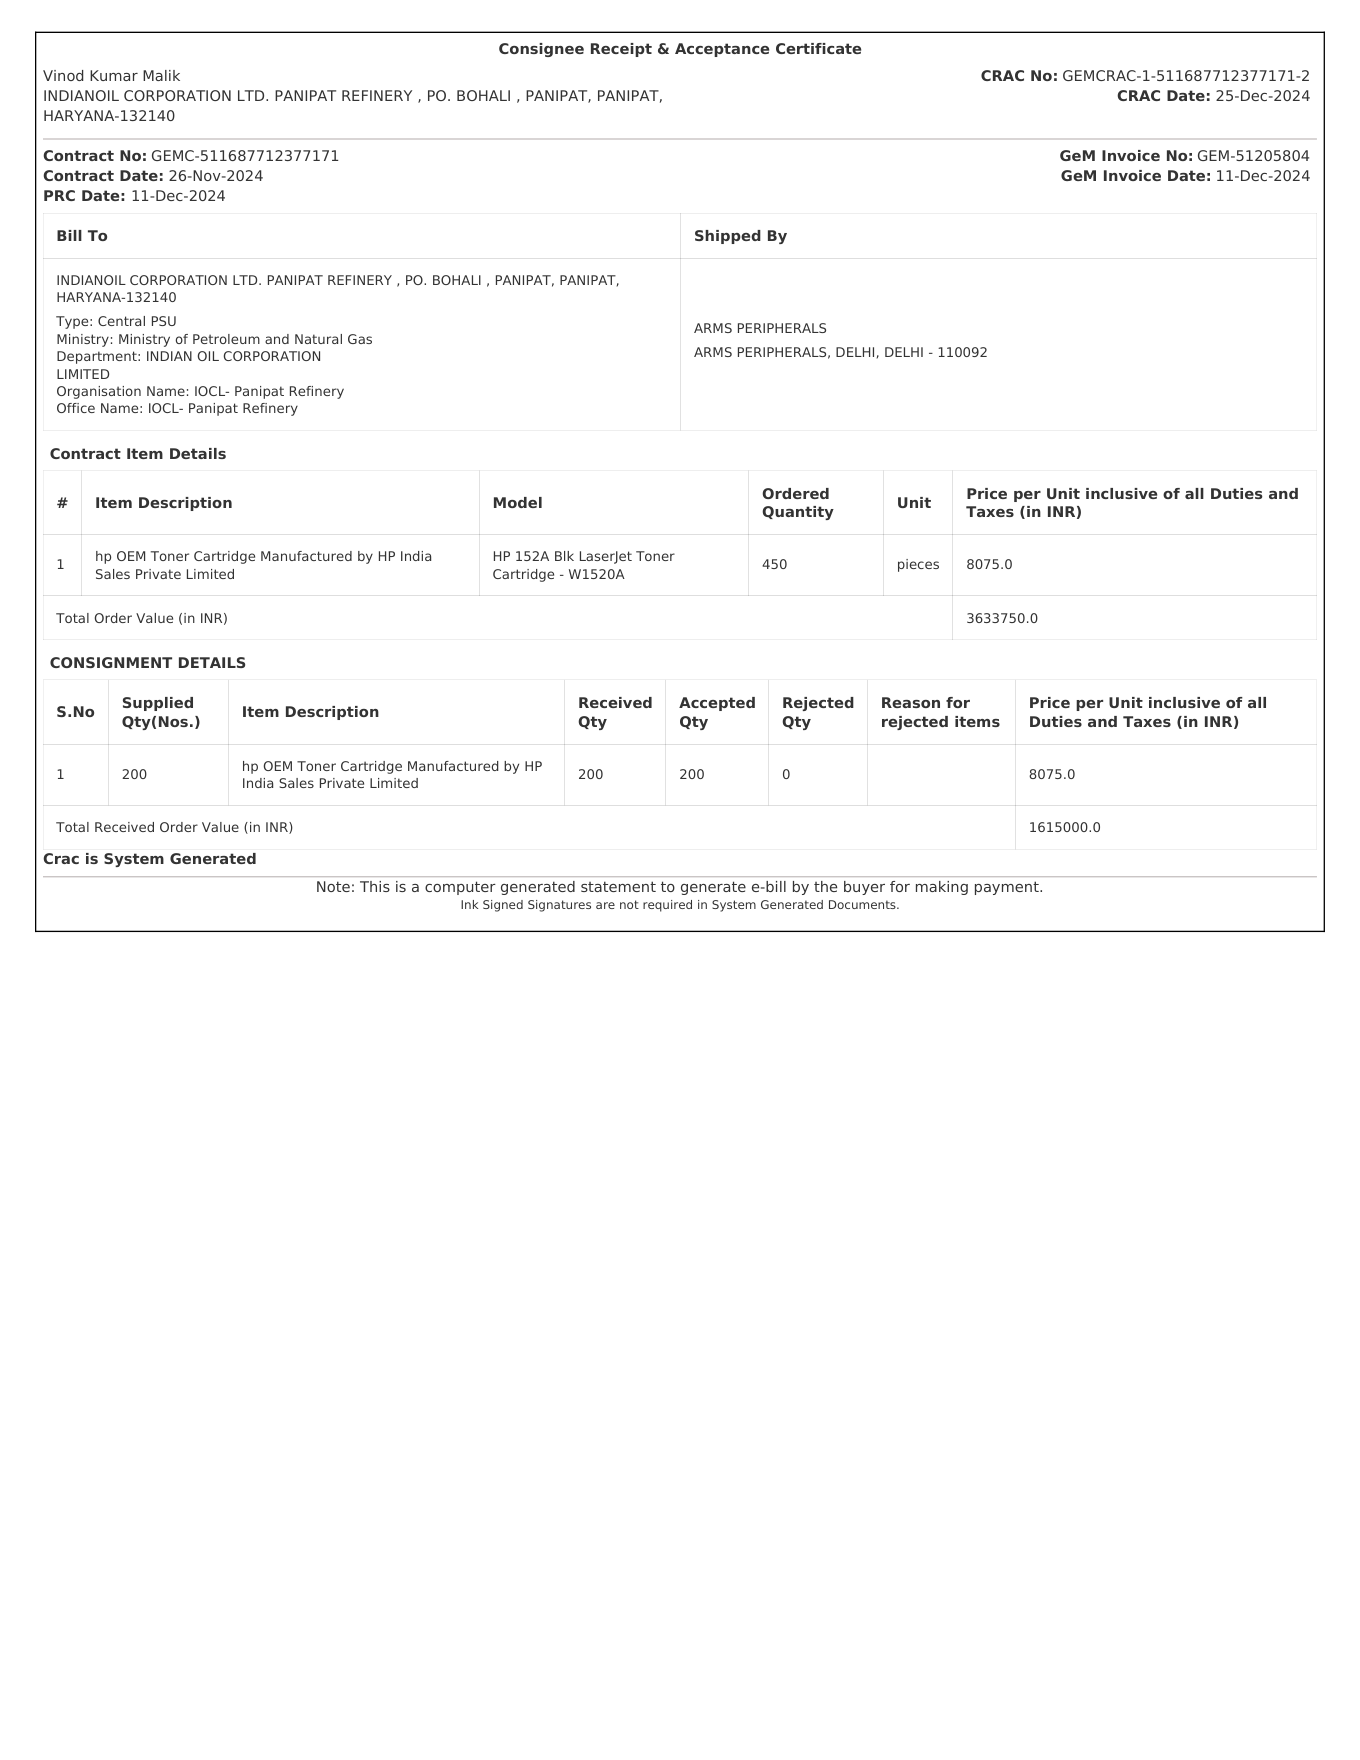 Consignee Receipt & Acceptance Certificate
Vinod Kumar Malik
INDIANOIL CORPORATION LTD. PANIPAT REFINERY , PO. BOHALI , PANIPAT, PANIPAT,
HARYANA-132140
CRAC No: GEMCRAC-1-511687712377171-2
CRAC Date: 25-Dec-2024
Contract No: GEMC-511687712377171
Contract Date: 26-Nov-2024
PRC Date: 11-Dec-2024
GeM Invoice No: GEM-51205804
GeM Invoice Date: 11-Dec-2024
Bill To
Shipped By
INDIANOIL CORPORATION LTD. PANIPAT REFINERY , PO. BOHALI , PANIPAT, PANIPAT,
HARYANA-132140
Type: Central PSU
Ministry: Ministry of Petroleum and Natural Gas
Department: INDIAN OIL CORPORATION
LIMITED
Organisation Name: IOCL- Panipat Refinery
Office Name: IOCL- Panipat Refinery
ARMS PERIPHERALS
ARMS PERIPHERALS, DELHI, DELHI - 110092
Contract Item Details
# Item Description Model Ordered Quantity Unit Price per Unit inclusive of all Duties and Taxes (in INR)
1 hp OEM Toner Cartridge Manufactured by HP India Sales Private Limited HP 152A Blk LaserJet Toner Cartridge - W1520A 450 pieces 8075.0
Total Order Value (in INR) 3633750.0
CONSIGNMENT DETAILS
S.No Supplied Qty(Nos.) Item Description Received Qty Accepted Qty Rejected Qty Reason for rejected items Price per Unit inclusive of all Duties and Taxes (in INR)
1 200 hp OEM Toner Cartridge Manufactured by HP India Sales Private Limited 200 200 0 8075.0
Total Received Order Value (in INR) 1615000.0
Crac is System Generated
Note: This is a computer generated statement to generate e-bill by the buyer for making payment.
Ink Signed Signatures are not required in System Generated Documents.